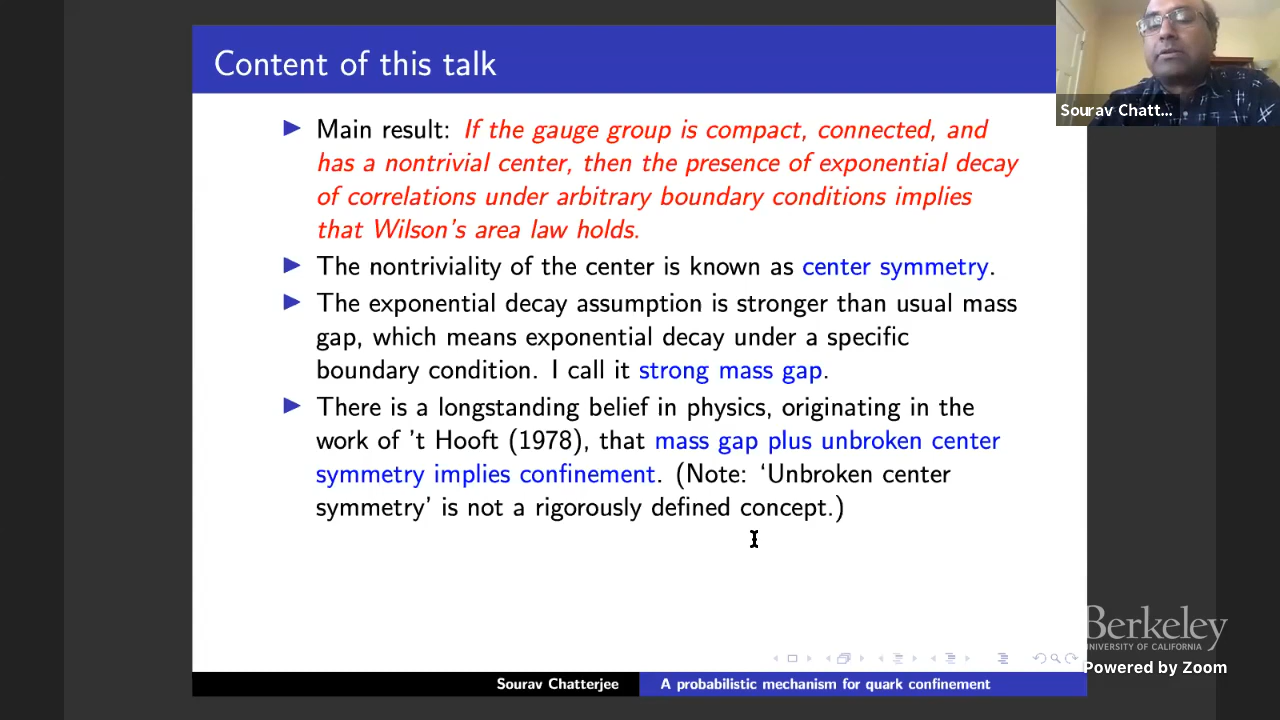 Content of this talk
Sourav Chatt...
▶ Main result: If the gauge group is compact, connected, and
has a nontrivial center, then the presence of exponential decay
of correlations under arbitrary boundary conditions implies
that Wilson's area law holds.
▶ The nontriviality of the center is known as center symmetry.
▶ The exponential decay assumption is stronger than usual mass
gap, which means exponential decay under a specific
boundary condition. I call it strong mass gap.
▶ There is a longstanding belief in physics, originating in the
work of 't Hooft (1978), that mass gap plus unbroken center
symmetry implies confinement. (Note: ‘Unbroken center
symmetry’ is not a rigorously defined concept.)
Berkeley
UNIVERSITY OF CALIFORNIA
Powered by Zoom
Sourav Chatterjee
A probabilistic mechanism for quark confinement